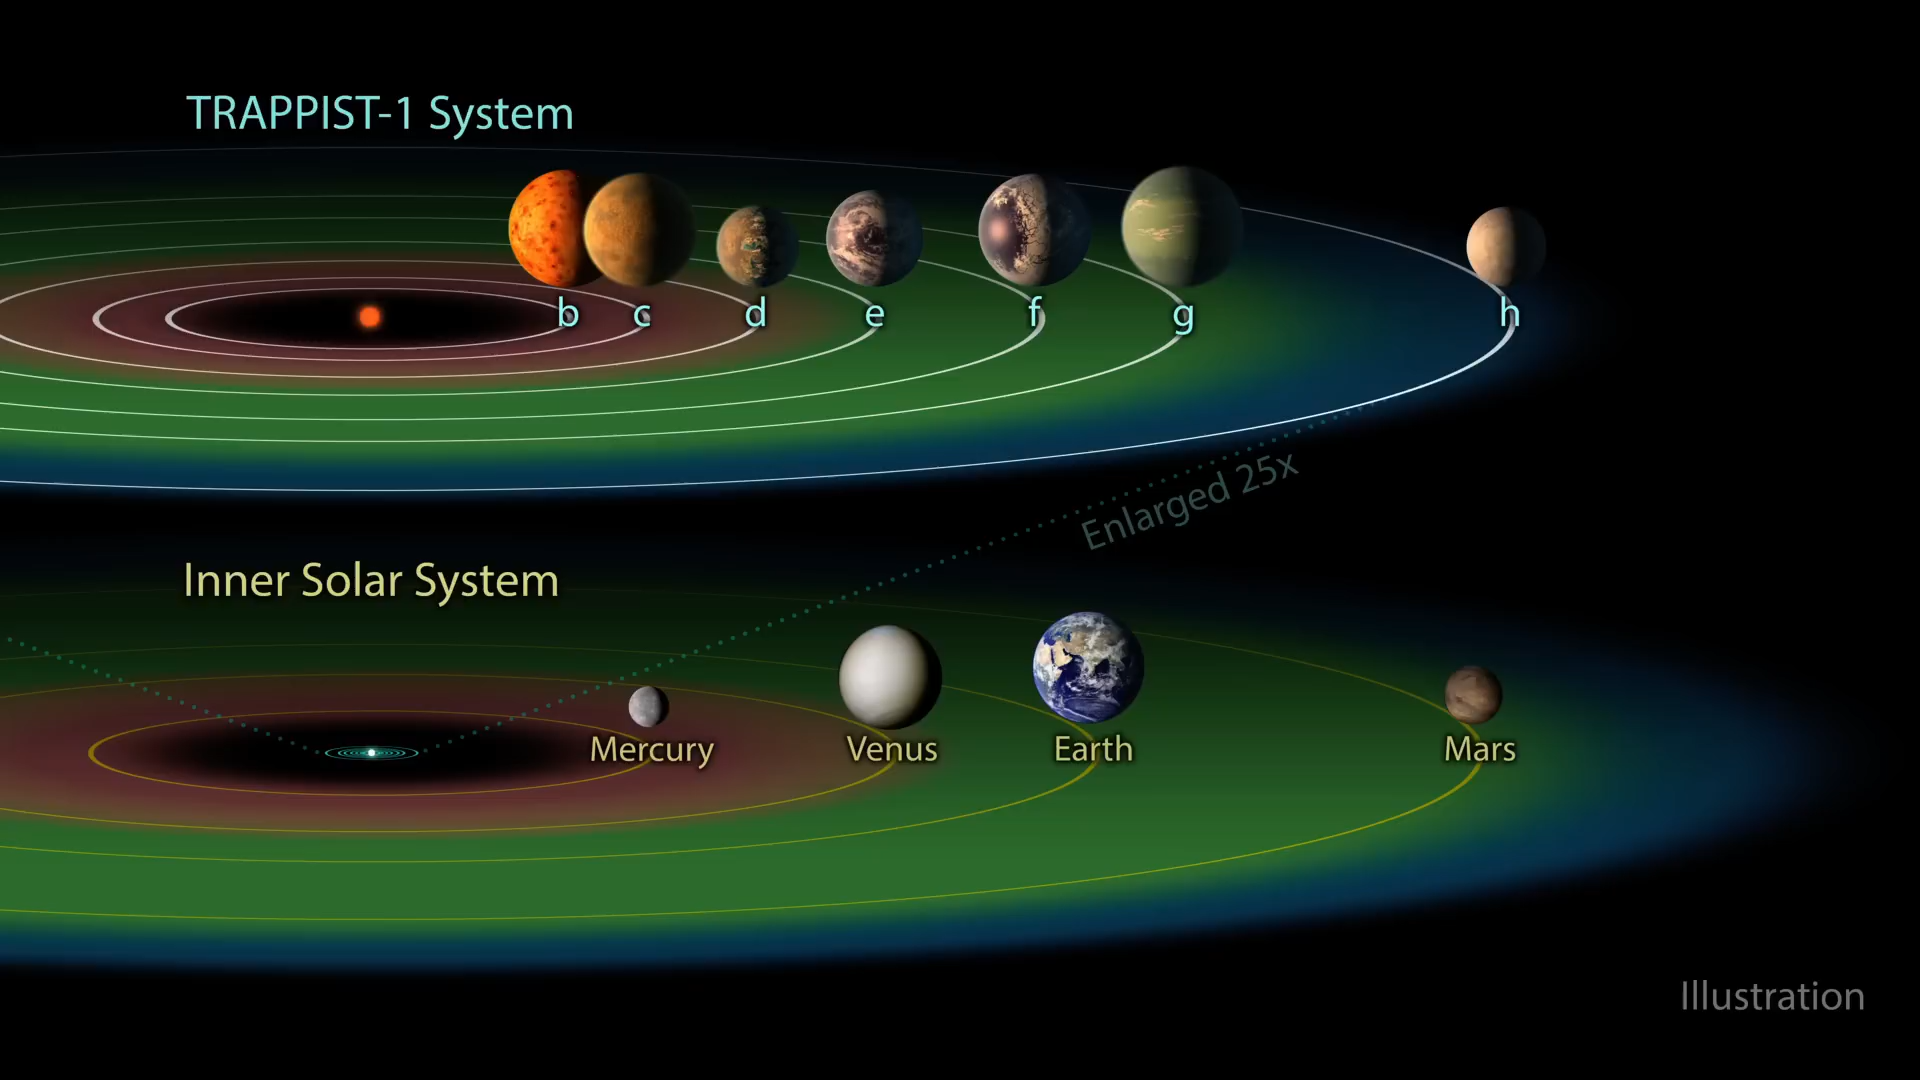 TRAPPIST-1 System
b c d e f g h
Enlarged 25x
Inner Solar System
Mercury Venus Earth Mars
Illustration